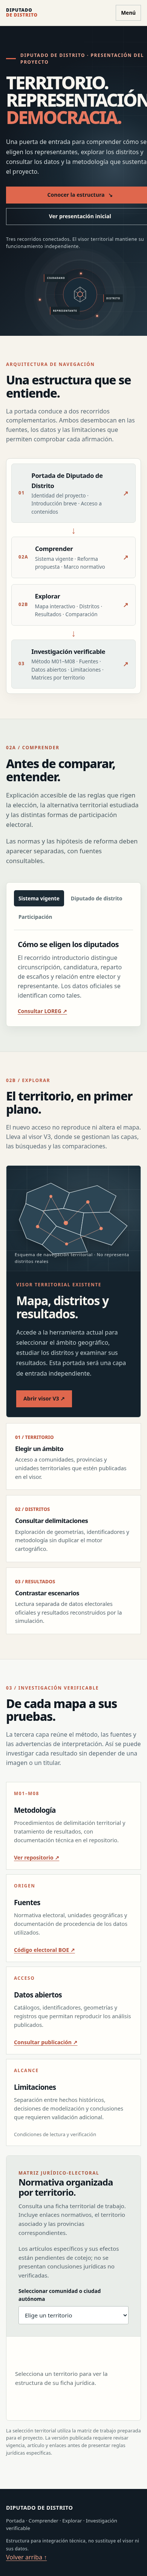 DIPUTADO
DE DISTRITO
Menú
DIPUTADO DE DISTRITO · PRESENTACIÓN DEL
PROYECTO
TERRITORIO.
REPRESENTACIÓN
DEMOCRACIA.
Una puerta de entrada para comprender cómo se
eligen los representantes, explorar los distritos y
consultar los datos y la metodología que sustentan
el proyecto.
Conocer la estructura ↘
Ver presentación inicial
Tres recorridos conectados. El visor territorial mantiene su
funcionamiento independiente.
CIUDADANO
DISTRITO
REPRESENTANTE
ARQUITECTURA DE NAVEGACIÓN
Una estructura que se
entiende.
La portada conduce a dos recorridos
complementarios. Ambos desembocan en las
fuentes, los datos y las limitaciones que
permiten comprobar cada afirmación.
01
Portada de Diputado de
Distrito
Identidad del proyecto ·
Introducción breve · Acceso a
contenidos
↗
↓
02A
Comprender
Sistema vigente · Reforma
propuesta · Marco normativo
↗
02B
Explorar
Mapa interactivo · Distritos ·
Resultados · Comparación
↗
↓
03
Investigación verificable
Método M01–M08 · Fuentes ·
Datos abiertos · Limitaciones ·
Matrices por territorio
↗
02A / COMPRENDER
Antes de comparar,
entender.
Explicación accesible de las reglas que rigen
la elección, la alternativa territorial estudiada
y las distintas formas de participación
electoral.
Las normas y las hipótesis de reforma deben
aparecer separadas, con fuentes
consultables.
Sistema vigente
Diputado de distrito
Participación
Cómo se eligen los diputados
El recorrido introductorio distingue
circunscripción, candidatura, reparto
de escaños y relación entre elector y
representante. Los datos oficiales se
identifican como tales.
Consultar LOREG ↗
02B / EXPLORAR
El territorio, en primer
plano.
El nuevo acceso no reproduce ni altera el mapa.
Lleva al visor V3, donde se gestionan las capas,
las búsquedas y las comparaciones.
Esquema de navegación territorial · No representa
distritos reales
VISOR TERRITORIAL EXISTENTE
Mapa, distritos y
resultados.
Accede a la herramienta actual para
seleccionar el ámbito geográfico,
estudiar los distritos y examinar sus
resultados. Esta portada será una capa
de entrada independiente.
Abrir visor V3 ↗
01 / TERRITORIO
Elegir un ámbito
Acceso a comunidades, provincias y
unidades territoriales que estén publicadas
en el visor.
02 / DISTRITOS
Consultar delimitaciones
Exploración de geometrías, identificadores y
metodología sin duplicar el motor
cartográfico.
03 / RESULTADOS
Contrastar escenarios
Lectura separada de datos electorales
oficiales y resultados reconstruidos por la
simulación.
03 / INVESTIGACIÓN VERIFICABLE
De cada mapa a sus
pruebas.
La tercera capa reúne el método, las fuentes y
las advertencias de interpretación. Así se puede
investigar cada resultado sin depender de una
imagen o un titular.
M01–M08
Metodología
Procedimientos de delimitación territorial y
tratamiento de resultados, con
documentación técnica en el repositorio.
Ver repositorio ↗
ORIGEN
Fuentes
Normativa electoral, unidades geográficas y
documentación de procedencia de los datos
utilizados.
Código electoral BOE ↗
ACCESO
Datos abiertos
Catálogos, identificadores, geometrías y
registros que permitan reproducir los análisis
publicados.
Consultar publicación ↗
ALCANCE
Limitaciones
Separación entre hechos históricos,
decisiones de modelización y conclusiones
que requieren validación adicional.
Condiciones de lectura y verificación
MATRIZ JURÍDICO-ELECTORAL
Normativa organizada
por territorio.
Consulta una ficha territorial de trabajo.
Incluye enlaces normativos, el territorio
asociado y las provincias
correspondientes.
Los artículos específicos y sus efectos
están pendientes de cotejo; no se
presentan conclusiones jurídicas no
verificadas.
Seleccionar comunidad o ciudad
autónoma
Elige un territorio
Selecciona un territorio para ver la
estructura de su ficha jurídica.
La selección territorial utiliza la matriz de trabajo preparada
para el proyecto. La versión publicada requiere revisar
vigencia, artículo y enlaces antes de presentar reglas
jurídicas específicas.
DIPUTADO DE DISTRITO
Portada · Comprender · Explorar · Investigación
verificable
Estructura para integración técnica, no sustituye el visor ni
sus datos.
Volver arriba ↑